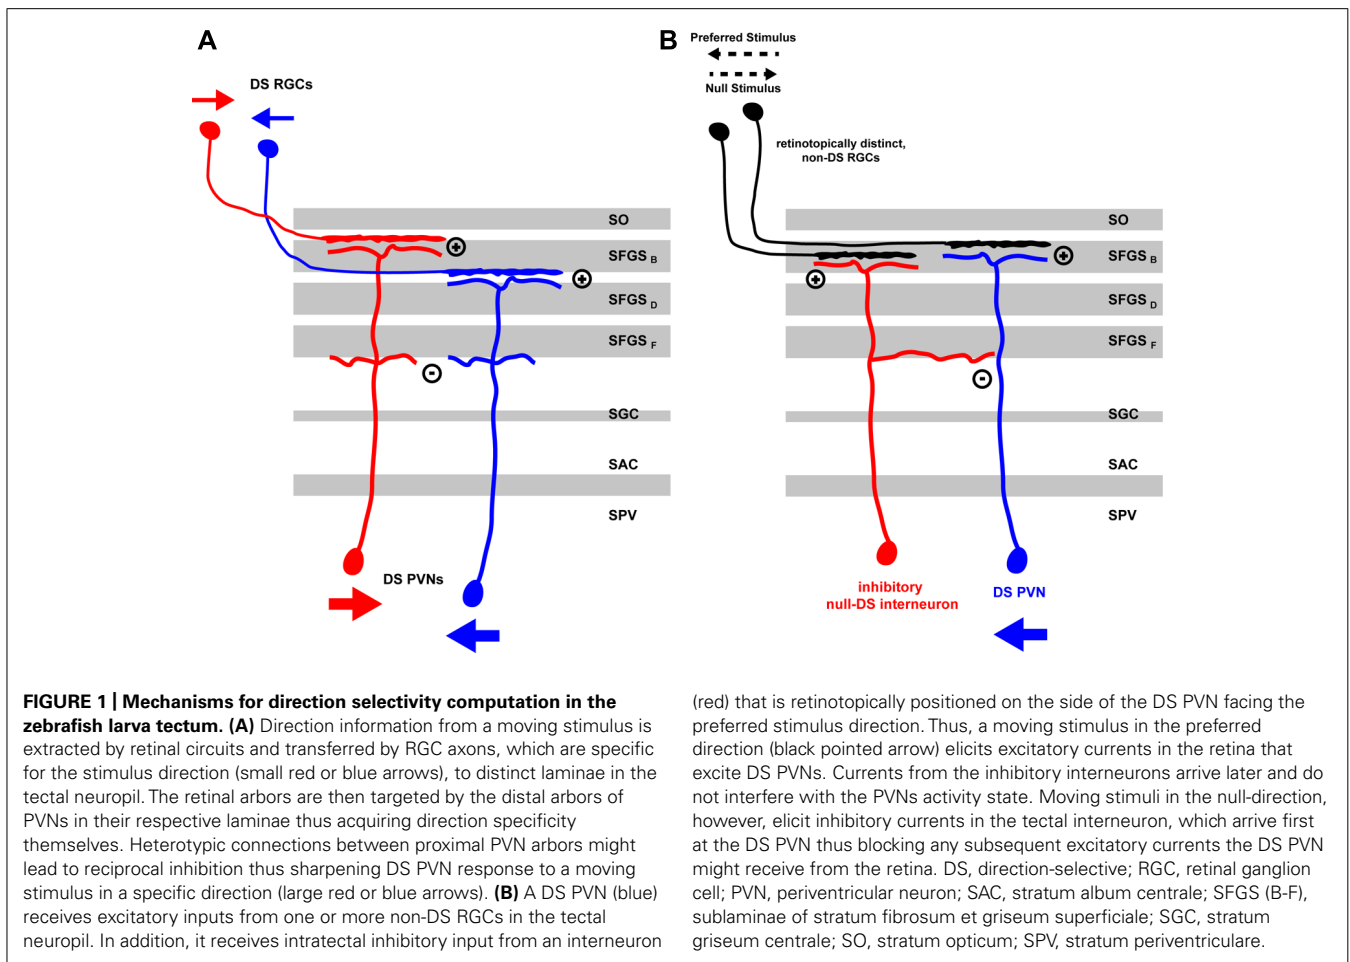 A
DS RGCs
SO
SFGS B
SFGS D
SFGS F
SGC
SAC
SPV
DS PVNs
B
Preferred Stimulus
Null Stimulus
retinotopically distinct,
non-DS RGCs
SO
SFGS B
SFGS D
SFGS F
SGC
SAC
SPV
inhibitory
null-DS interneuron
DS PVN
FIGURE 1 | Mechanisms for direction selectivity computation in the
zebrafish larva tectum. (A) Direction information from a moving stimulus is
extracted by retinal circuits and transferred by RGC axons, which are specific
for the stimulus direction (small red or blue arrows), to distinct laminae in the
tectal neuropil. The retinal arbors are then targeted by the distal arbors of
PVNs in their respective laminae thus acquiring direction specificity
themselves. Heterotypic connections between proximal PVN arbors might
lead to reciprocal inhibition thus sharpening DS PVN response to a moving
stimulus in a specific direction (large red or blue arrows). (B) A DS PVN (blue)
receives excitatory inputs from one or more non-DS RGCs in the tectal
neuropil. In addition, it receives intratectal inhibitory input from an interneuron
(red) that is retinotopically positioned on the side of the DS PVN facing the
preferred stimulus direction. Thus, a moving stimulus in the preferred
direction (black pointed arrow) elicits excitatory currents in the retina that
excite DS PVNs. Currents from the inhibitory interneurons arrive later and do
not interfere with the PVNs activity state. Moving stimuli in the null-direction,
however, elicit inhibitory currents in the tectal interneuron, which arrive first
at the DS PVN thus blocking any subsequent excitatory currents the DS PVN
might receive from the retina. DS, direction-selective; RGC, retinal ganglion
cell; PVN, periventricular neuron; SAC, stratum album centrale; SFGS (B-F),
sublaminae of stratum fibrosum et griseum superficiale; SGC, stratum
griseum centrale; SO, stratum opticum; SPV, stratum periventriculare.